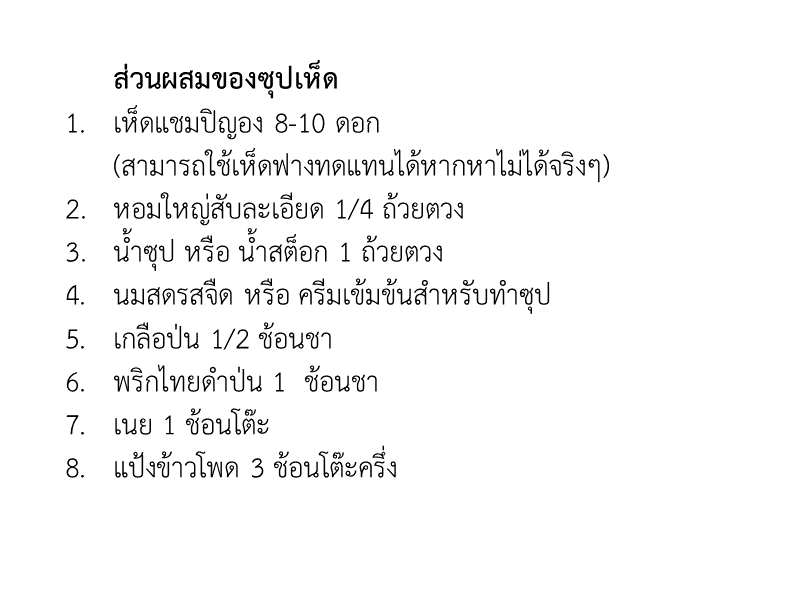 ส่วนผสมของซุปเห็ด
1. เห็ดแชมปิญอง 8-10 ดอก
(สามารถใช้เห็ดฟางทดแทนได้หากหาไม่ได้จริงๆ)
2. หอมใหญ่สับละเอียด 1/4 ถ้วยตวง
3. น้ำซุป หรือ น้ำสต็อก 1 ถ้วยตวง
4. นมสดรสจืด หรือ ครีมเข้มข้นสำหรับทำซุป
5. เกลือป่น 1/2 ช้อนชา
6. พริกไทยดำป่น 1 ช้อนชา
7. เนย 1 ช้อนโต๊ะ
8. แป้งข้าวโพด 3 ช้อนโต๊ะครึ่ง